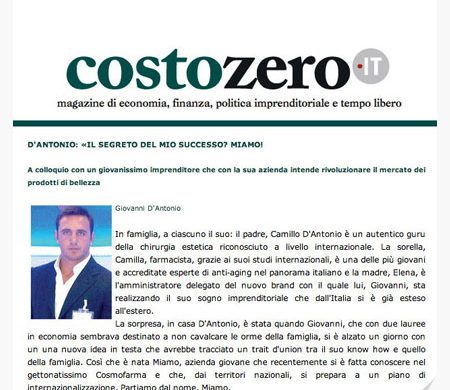 costozero.IT
magazine di economia, finanza, politica imprenditoriale e tempo libero
D'ANTONIO: «IL SEGRETO DEL MIO SUCCESSO? MIAMO!
A colloquio con un giovanissimo imprenditore che con la sua azienda intende rivoluzionare il mercato dei
prodotti di bellezza
Giovanni D'Antonio
In famiglia, a ciascuno il suo: il padre, Camillo D'Antonio è un autentico guru
della chirurgia estetica riconosciuto a livello internazionale. La sorella,
Camilla, farmacista, grazie ai suoi studi internazionali, è una delle più giovani
e accreditate esperte di anti-aging nel panorama italiano e la madre, Elena, è
l'amministratore delegato del nuovo brand con il quale lui, Giovanni, sta
realizzando il suo sogno imprenditoriale che dall'Italia si è già esteso
all'estero.
La sorpresa, in casa D'Antonio, è stata quando Giovanni, che con due lauree
in economia sembrava destinato a non cavalcare le orme della famiglia, si è alzato un giorno con
un una nuova idea in testa che avrebbe tracciato un trait d'union tra il suo know how e quello
della famiglia. Così che è nata Miamo, azienda giovane che recentemente si è fatta conoscere nel
gettonatissimo Cosmofarma e che, dai territori nazionali, si prepara a un piano di
internazionalizzazione. Partiamo dal nome, Miamo.